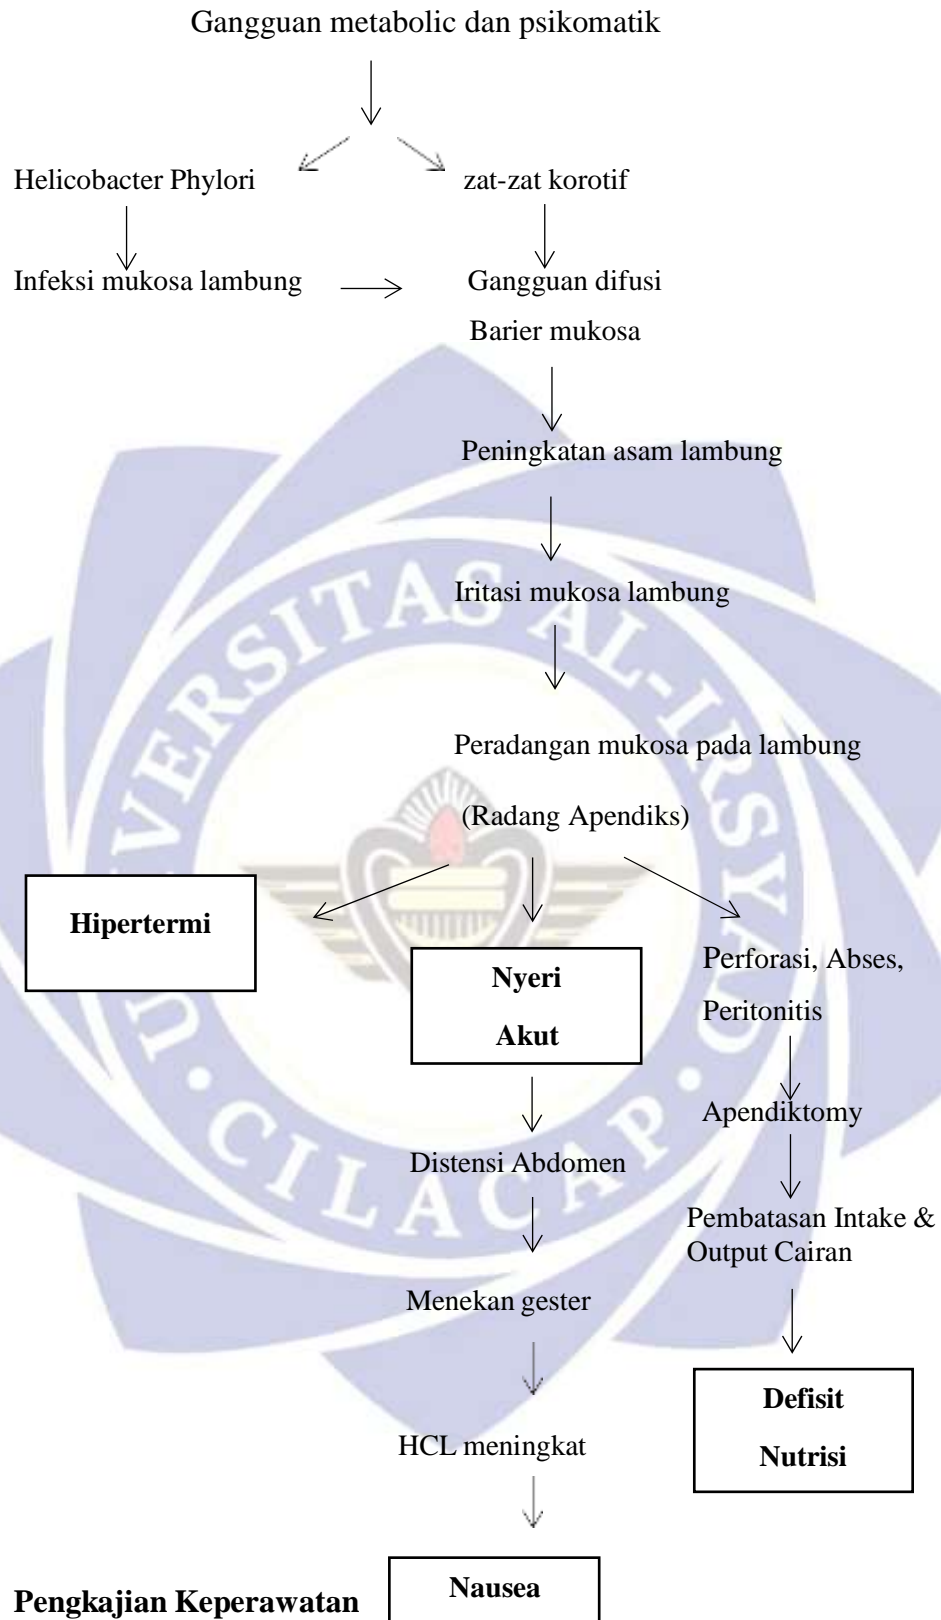 Gangguan metabolic dan psikomatik
Helicobacter Phylori
zat-zat korotif
Infeksi mukosa lambung
Gangguan difusi
Barier mukosa
Peningkatan asam lambung
Iritasi mukosa lambung
Peradangan mukosa pada lambung
(Radang Apendiks)
Hipertermi
Nyeri
Akut
Perforasi, Abses,
Peritonitis
Apendiktomy
Distensi Abdomen
Pembatasan Intake &
Output Cairan
Menekan gester
Defisit
Nutrisi
HCL meningkat
Nausea
Pengkajian Keperawatan
UNIVERSITAS AL-IRSYAD
CILACAP